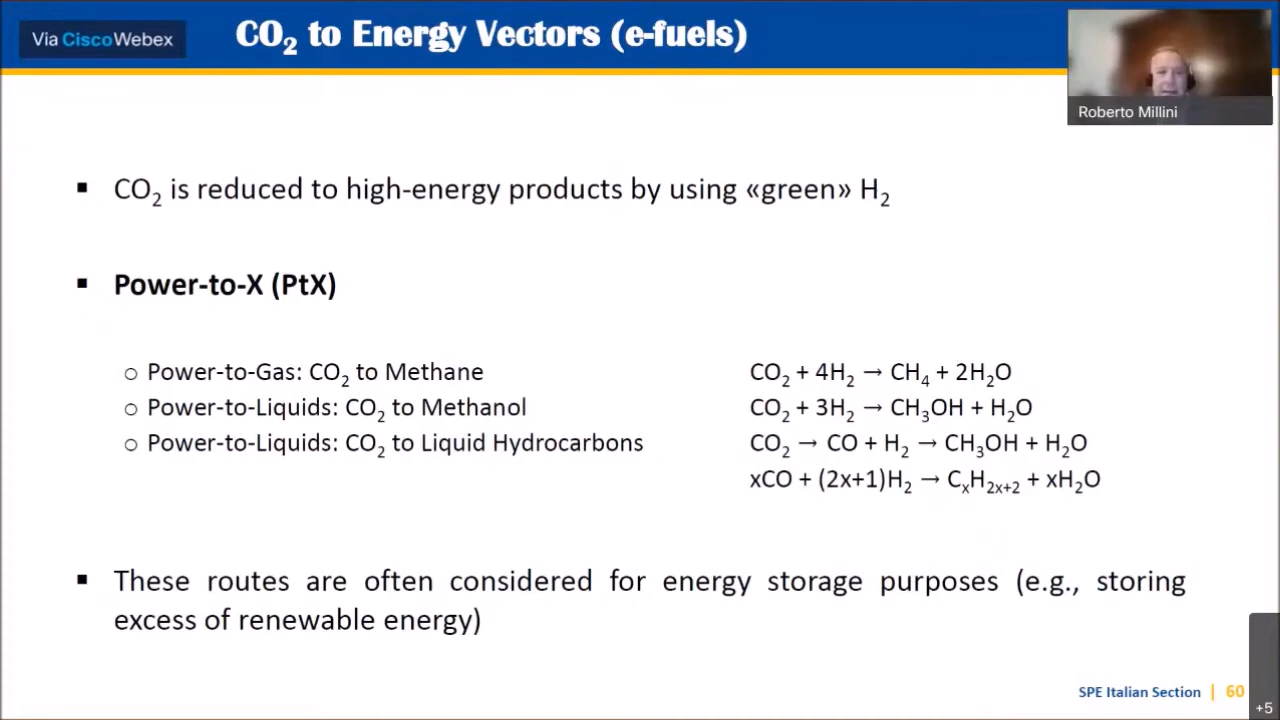 Via CiscoWebex
CO₂ to Energy Vectors (e-fuels)
Roberto Millini
▪ CO₂ is reduced to high-energy products by using «green» H₂
▪ Power-to-X (PtX)
○ Power-to-Gas: CO₂ to Methane
CO₂ + 4H₂ → CH₄ + 2H₂O
○ Power-to-Liquids: CO₂ to Methanol
CO₂ + 3H₂ → CH₃OH + H₂O
○ Power-to-Liquids: CO₂ to Liquid Hydrocarbons
CO₂ → CO + H₂ → CH₃OH + H₂O
xCO + (2x+1)H₂ → CₓH₂ₓ₊₂ + xH₂O
▪ These routes are often considered for energy storage purposes (e.g., storing
excess of renewable energy)
SPE Italian Section | 60
+5